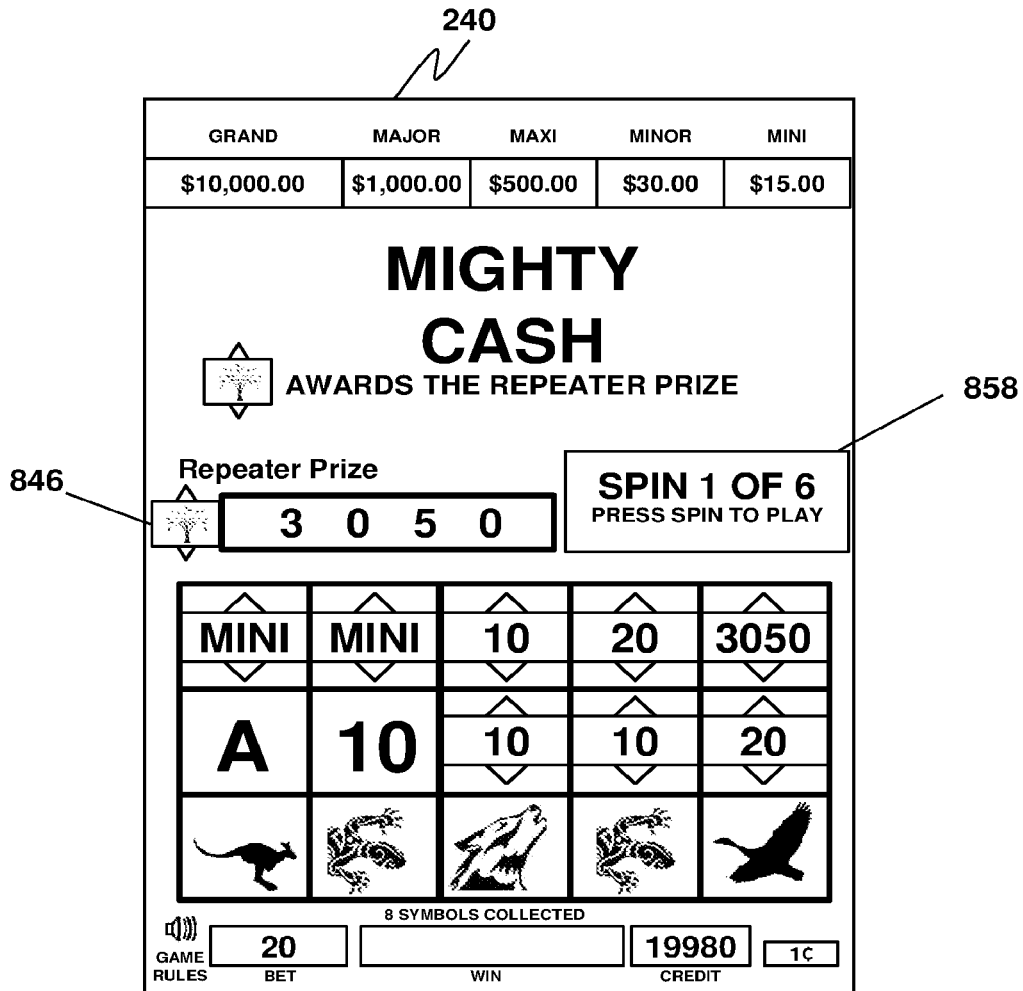 240
GRAND MAJOR MAXI MINOR MINI
$10,000.00 $1,000.00 $500.00 $30.00 $15.00
MIGHTY
CASH
AWARDS THE REPEATER PRIZE
858
Repeater Prize
846
3 0 5 0
SPIN 1 OF 6
PRESS SPIN TO PLAY
MINI MINI 10 20 3050
A 10 10 10 20
8 SYMBOLS COLLECTED
GAME
RULES
20
BET
WIN
19980
CREDIT
1¢